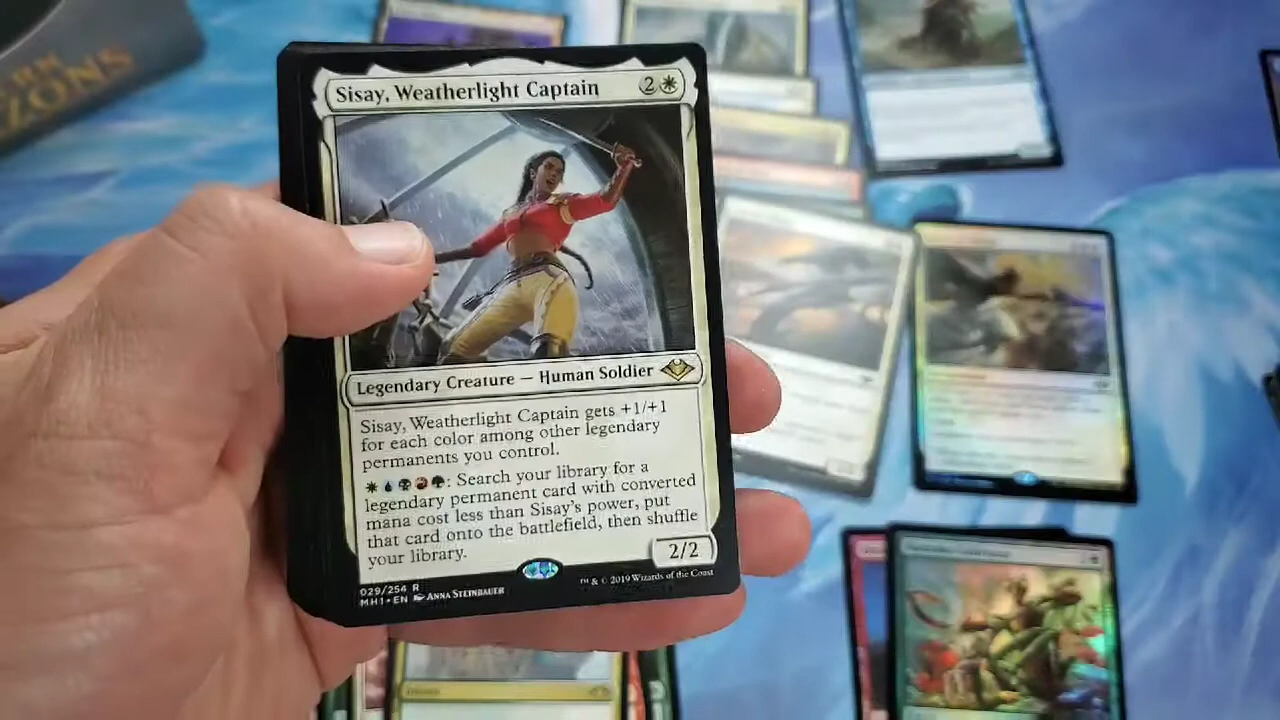 Sisay, Weatherlight Captain 2
Legendary Creature — Human Soldier
Sisay, Weatherlight Captain gets +1/+1
for each color among other legendary
permanents you control.
: Search your library for a
legendary permanent card with converted
mana cost less than Sisay's power, put
that card onto the battlefield, then shuffle
your library.
2/2
029/254 R
MH1 • EN ANNA STEINBAUER
™ & © 2019 Wizards of the Coast